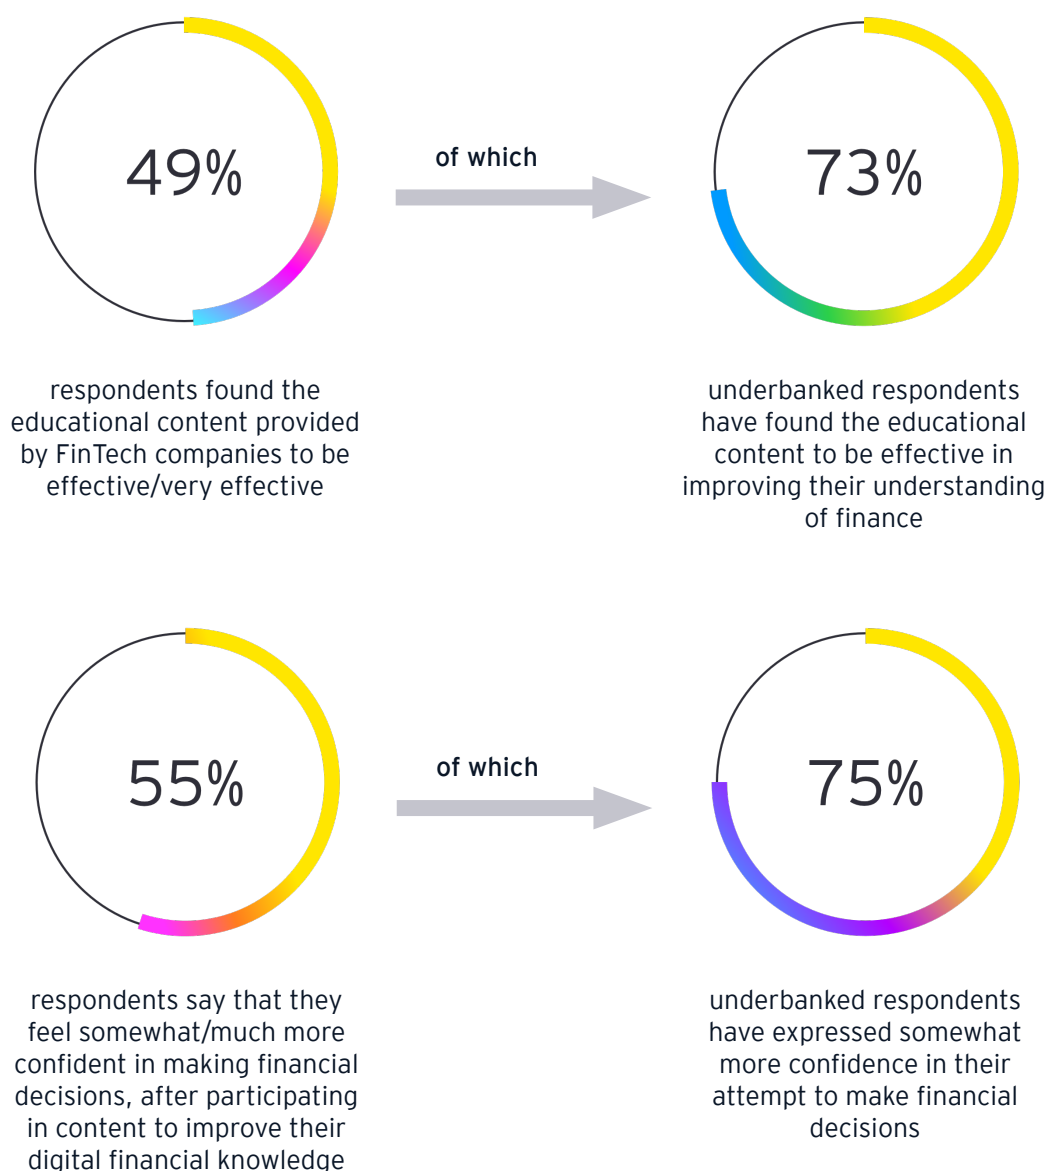 49%
of which
73%
respondents found the
educational content provided
by FinTech companies to be
effective/very effective
underbanked respondents
have found the educational
content to be effective in
improving their understanding
of finance
55%
of which
75%
respondents say that they
feel somewhat/much more
confident in making financial
decisions, after participating
in content to improve their
digital financial knowledge
underbanked respondents
have expressed somewhat
more confidence in their
attempt to make financial
decisions